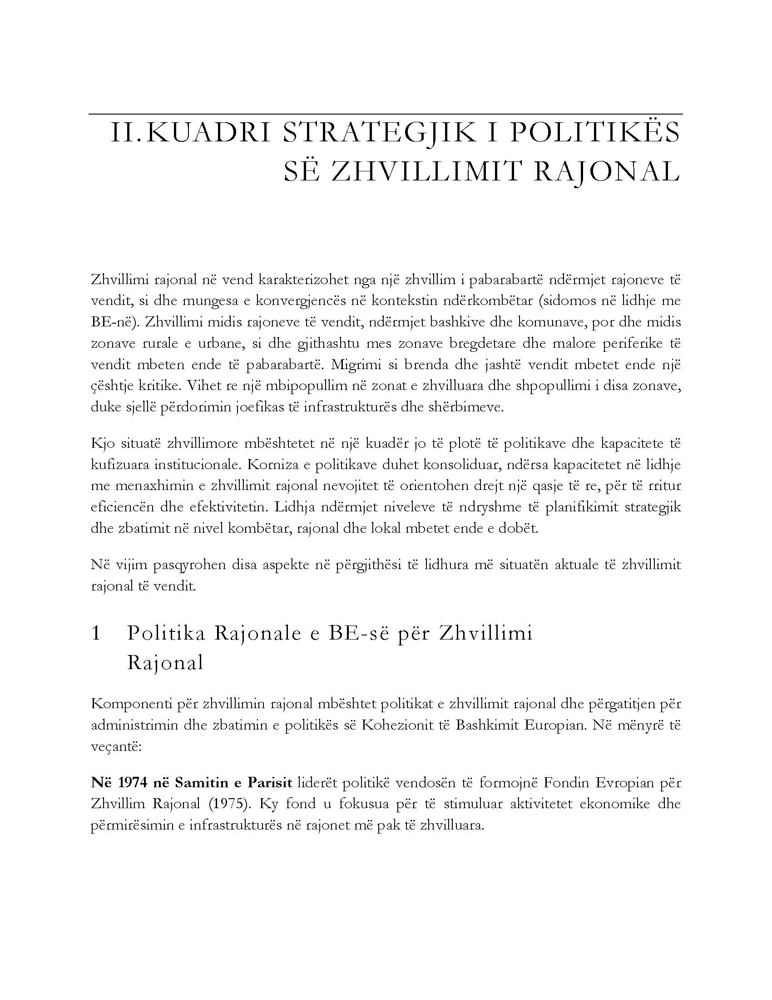 II. KUADRI STRATEGJIK I POLITIKËS
SË ZHVILLIMIT RAJONAL
Zhvillimi rajonal në vend karakterizohet nga një zhvillim i pabarabartë ndërmjet rajoneve të
vendit, si dhe mungesa e konvergjencës në kontekstin ndërkombëtar (sidomos në lidhje me
BE-në). Zhvillimi midis rajoneve të vendit, ndërmjet bashkive dhe komunave, por dhe midis
zonave rurale e urbane, si dhe gjithashtu mes zonave bregdetare dhe malore periferike të
vendit mbeten ende të pabarabartë. Migrimi si brenda dhe jashtë vendit mbetet ende një
çështje kritike. Vihet re një mbipopullim në zonat e zhvilluara dhe shpopullimi i disa zonave,
duke sjellë përdorimin joefikas të infrastrukturës dhe shërbimeve.
Kjo situatë zhvillimore mbështetet në një kuadër jo të plotë të politikave dhe kapacitete të
kufizuara institucionale. Korniza e politikave duhet konsoliduar, ndërsa kapacitetet në lidhje
me menaxhimin e zhvillimit rajonal nevojitet të orientohen drejt një qasje të re, për të rritur
eficiencën dhe efektivitetin. Lidhja ndërmjet niveleve të ndryshme të planifikimit strategjik
dhe zbatimit në nivel kombëtar, rajonal dhe lokal mbetet ende e dobët.
Në vijim pasqyrohen disa aspekte në përgjithësi të lidhura më situatën aktuale të zhvillimit
rajonal të vendit.
1 Politika Rajonale e BE-së për Zhvillimi
Rajonal
Komponenti për zhvillimin rajonal mbështet politikat e zhvillimit rajonal dhe përgatitjen për
administrimin dhe zbatimin e politikës së Kohezionit të Bashkimit Europian. Në mënyrë të
veçantë:
Në 1974 në Samitin e Parisit liderët politikë vendosën të formojnë Fondin Evropian për
Zhvillim Rajonal (1975). Ky fond u fokusua për të stimuluar aktivitetet ekonomike dhe
përmirësimin e infrastrukturës në rajonet më pak të zhvilluara.